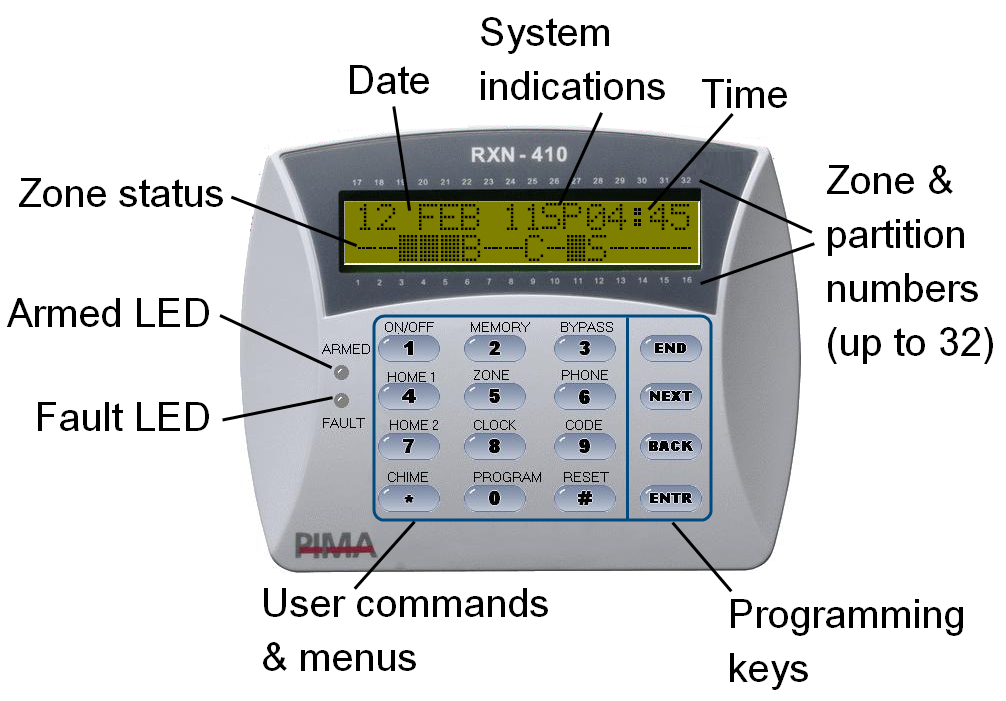 System
indications
Date
Time
RXN - 410
17 18 19 20 21 22 23 24 25 26 27 28 29 30 31 32
Zone status
Zone &
partition
numbers
(up to 32)
12 FEB 11SP04:45
---B--C-S-----
1 2 3 4 5 6 7 8 9 10 11 12 13 14 15 16
Armed LED
Fault LED
ARMED
FAULT
ON/OFF MEMORY BYPASS
1 2 3 END
HOME 1 ZONE PHONE
4 5 6 NEXT
HOME 2 CLOCK CODE
7 8 9 BACK
CHIME PROGRAM RESET
* 0 # ENTR
PIMA
User commands
& menus
Programming
keys